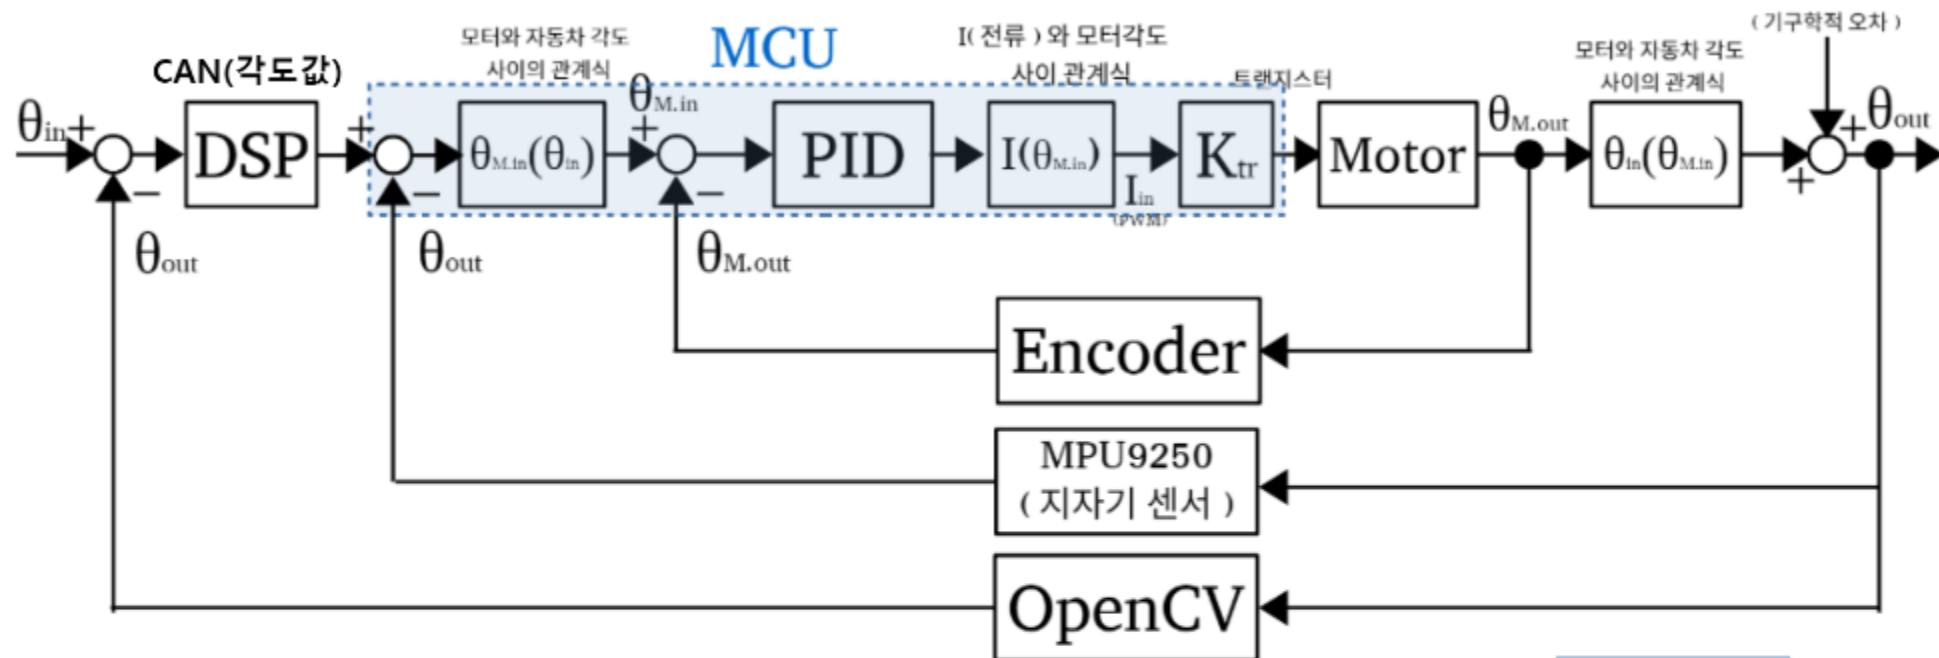 ( 기구학적 오차 )
모터와 자동차 각도
사이의 관계식
MCU
I( 전류 ) 와 모터각도
사이 관계식
모터와 자동차 각도
사이의 관계식
CAN(각도값)
트랜지스터
θin
+
DSP
+
θM.in(θin)
θM.in
+
PID
I(θM.in)
Iin
(PWM)
Ktr
Motor
θM.out
θin(θM.in)
+
+
θout
−
θout
−
θout
−
θM.out
Encoder
MPU9250
( 지자기 센서 )
OpenCV